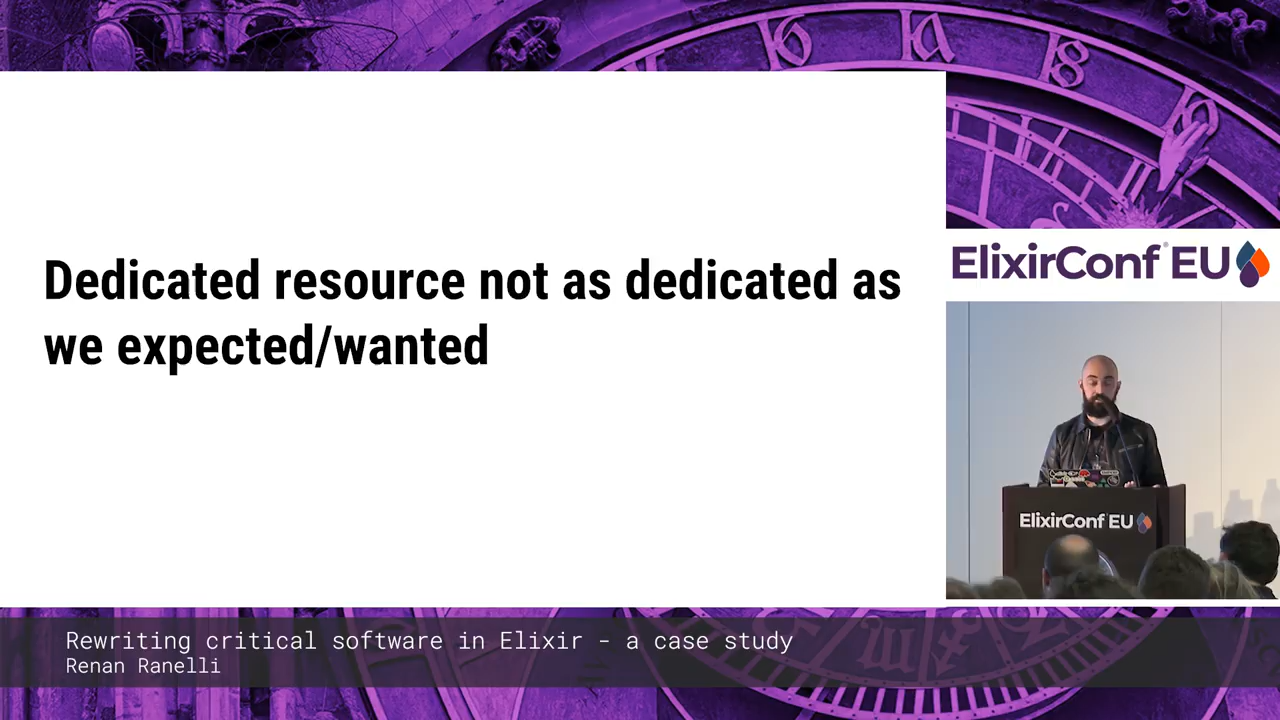 Dedicated resource not as dedicated as
we expected/wanted
ElixirConf® EU
ElixirConf EU
Rewriting critical software in Elixir - a case study
Renan Ranelli